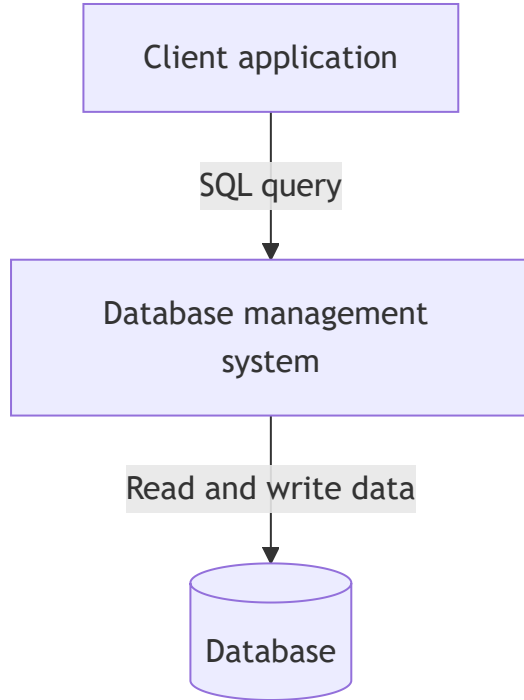 Client application
SQL query
Database management
system
Read and write data
Database